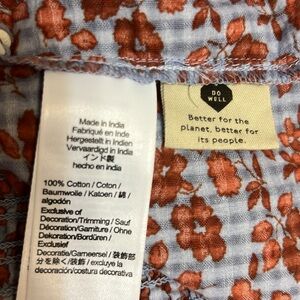 Made in India
Fabriqué en Inde
Hergestellt in Indien
Vervaardigd in India
インド製
hecho en India
100% Cotton / Coton /
Baumwolle / Katoen / 綿 /
algodón
Exclusive of
Decoration/Trimming / Sauf
Décoration/Garniture / Ohne
Dekoration/Bordüren /
Exclusief
Decoratie/Garneersel / 装飾部
分を除く / excluye la
decoración/costura decorativa
DO
WELL
Better for the
planet, better for
its people.